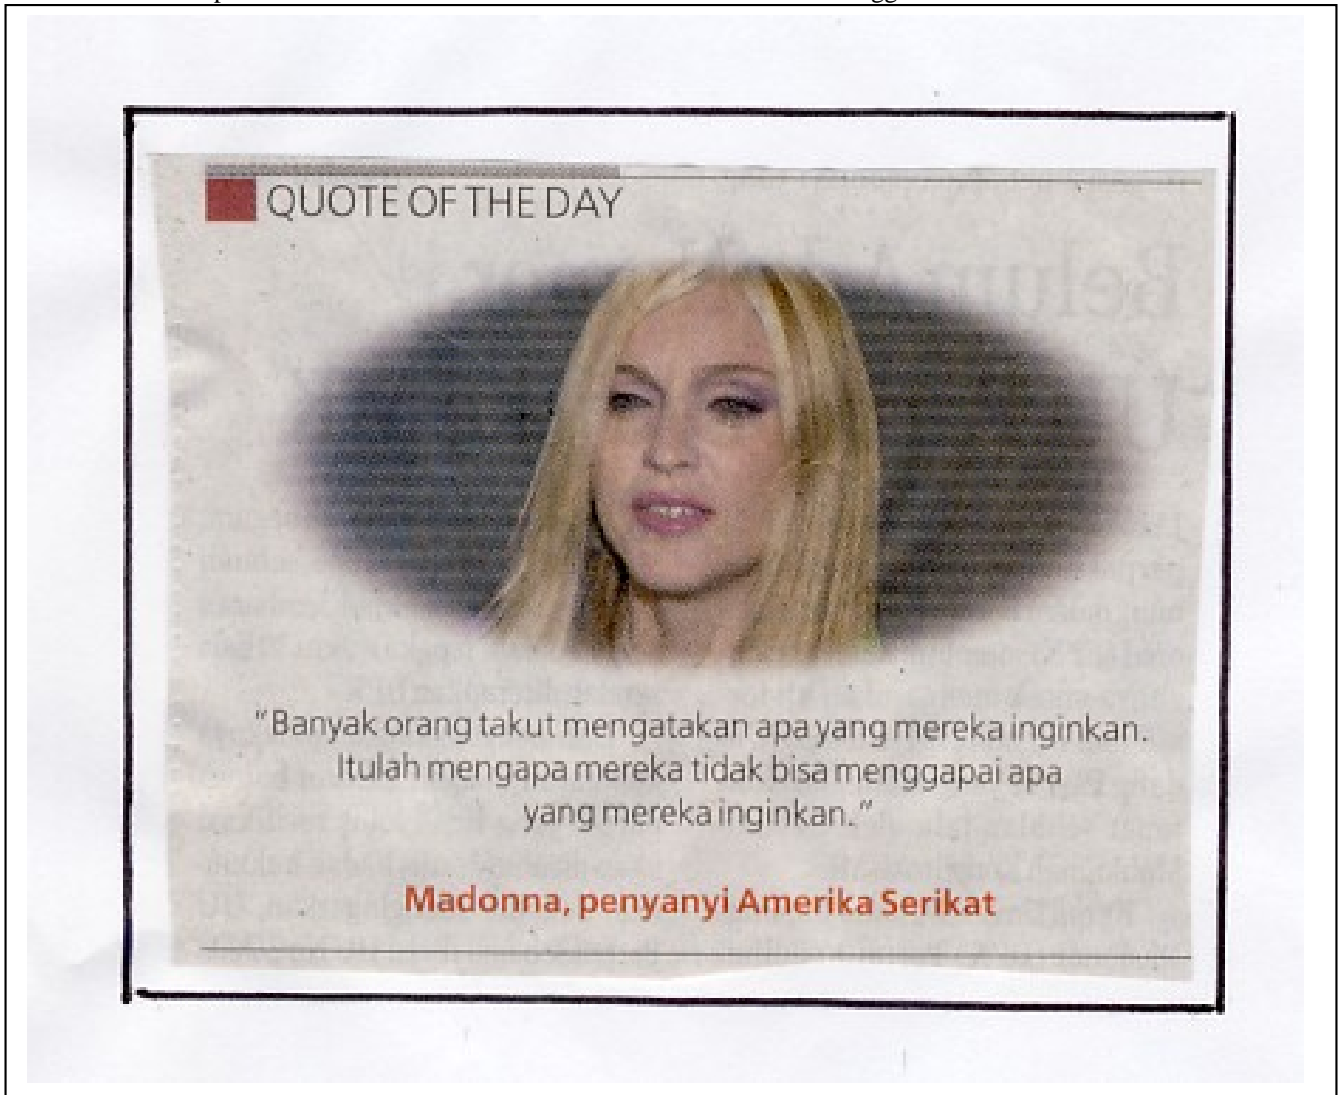 QUOTE OF THE DAY
“Banyak orang takut mengatakan apa yang mereka inginkan.
Itulah mengapa mereka tidak bisa menggapai apa
yang mereka inginkan.”
Madonna, penyanyi Amerika Serikat